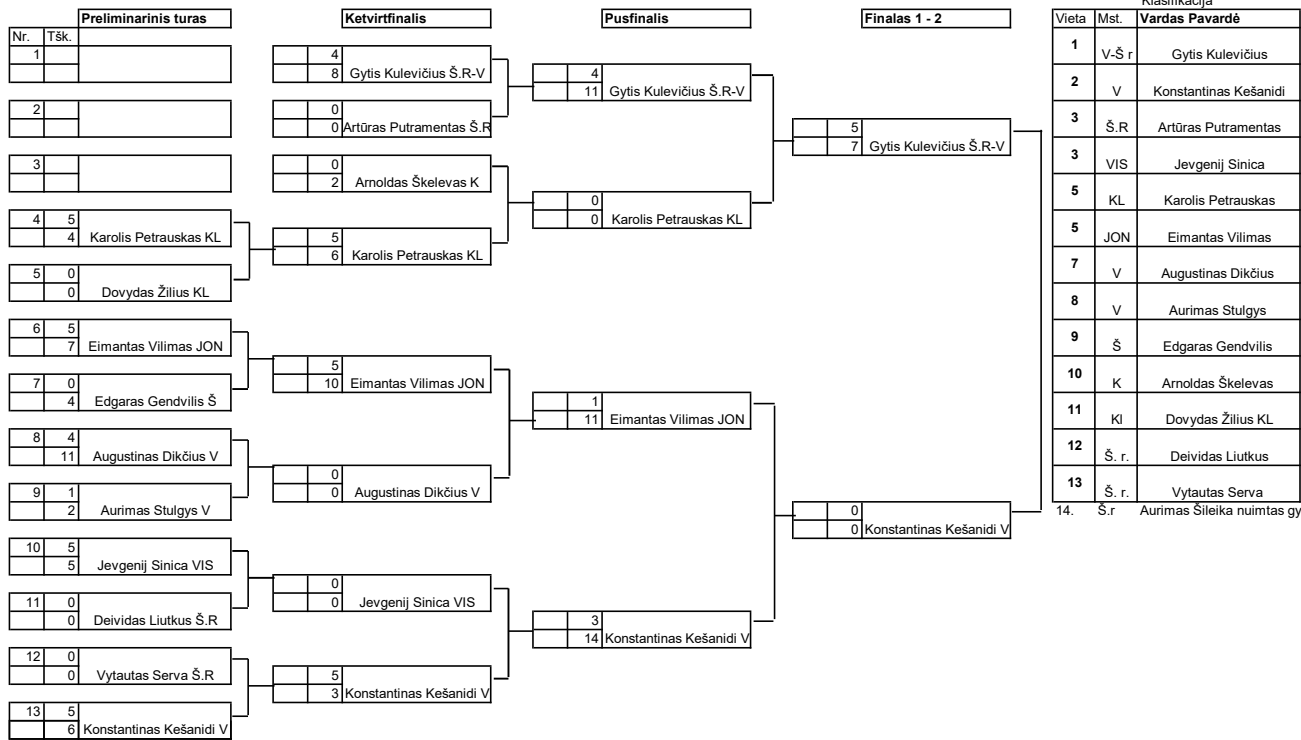 Klasifikacija
Preliminarinis turas Ketvirtfinalis Pusfinalis Finalas 1 - 2 Vieta Mst. Vardas Pavardė
Nr. Tšk.
1
2
3
4 5
4 Karolis Petrauskas KL
5 0
0 Dovydas Žilius KL
6 5
7 Eimantas Vilimas JON
7 0
4 Edgaras Gendvilis Š
8 4
11 Augustinas Dikčius V
9 1
2 Aurimas Stulgys V
10 5
5 Jevgenij Sinica VIS
11 0
0 Deividas Liutkus Š.R
12 0
0 Vytautas Serva Š.R
13 5
6 Konstantinas Kešanidi V
4
8 Gytis Kulevičius Š.R-V
0
0 Artūras Putramentas Š.R
0
2 Arnoldas Škelevas K
5
6 Karolis Petrauskas KL
5
10 Eimantas Vilimas JON
0
0 Augustinas Dikčius V
0
0 Jevgenij Sinica VIS
5
3 Konstantinas Kešanidi V
4
11 Gytis Kulevičius Š.R-V
0
0 Karolis Petrauskas KL
1
11 Eimantas Vilimas JON
3
14 Konstantinas Kešanidi V
5
7 Gytis Kulevičius Š.R-V
0
0 Konstantinas Kešanidi V
1 V-Š r Gytis Kulevičius
2 V Konstantinas Kešanidi
3 Š.R Artūras Putramentas
3 VIS Jevgenij Sinica
5 KL Karolis Petrauskas
5 JON Eimantas Vilimas
7 V Augustinas Dikčius
8 V Aurimas Stulgys
9 Š Edgaras Gendvilis
10 K Arnoldas Škelevas
11 Kl Dovydas Žilius KL
12 Š. r. Deividas Liutkus
13 Š. r. Vytautas Serva
14. Š.r Aurimas Šileika nuimtas gy